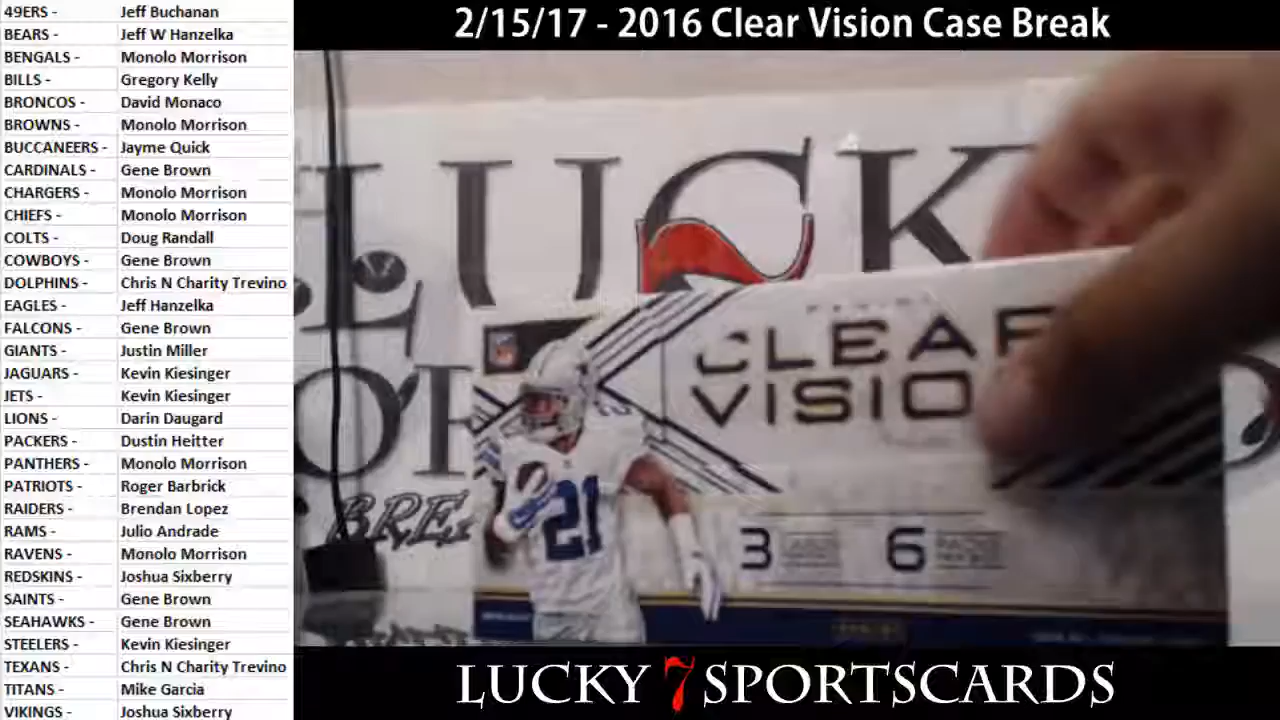 49ERS - Jeff Buchanan
BEARS - Jeff W Hanzelka
BENGALS - Monolo Morrison
BILLS - Gregory Kelly
BRONCOS - David Monaco
BROWNS - Monolo Morrison
BUCCANEERS - Jayme Quick
CARDINALS - Gene Brown
CHARGERS - Monolo Morrison
CHIEFS - Monolo Morrison
COLTS - Doug Randall
COWBOYS - Gene Brown
DOLPHINS - Chris N Charity Trevino
EAGLES - Jeff Hanzelka
FALCONS - Gene Brown
GIANTS - Justin Miller
JAGUARS - Kevin Kiesinger
JETS - Kevin Kiesinger
LIONS - Darin Daugard
PACKERS - Dustin Heitter
PANTHERS - Monolo Morrison
PATRIOTS - Roger Barbrick
RAIDERS - Brendan Lopez
RAMS - Julio Andrade
RAVENS - Monolo Morrison
REDSKINS - Joshua Sixberry
SAINTS - Gene Brown
SEAHAWKS - Gene Brown
STEELERS - Kevin Kiesinger
TEXANS - Chris N Charity Trevino
TITANS - Mike Garcia
VIKINGS - Joshua Sixberry
2/15/17 - 2016 Clear Vision Case Break
LUCK
CLEAR
VISIO
21
3 6
LUCKY 7 SPORTSCARDS